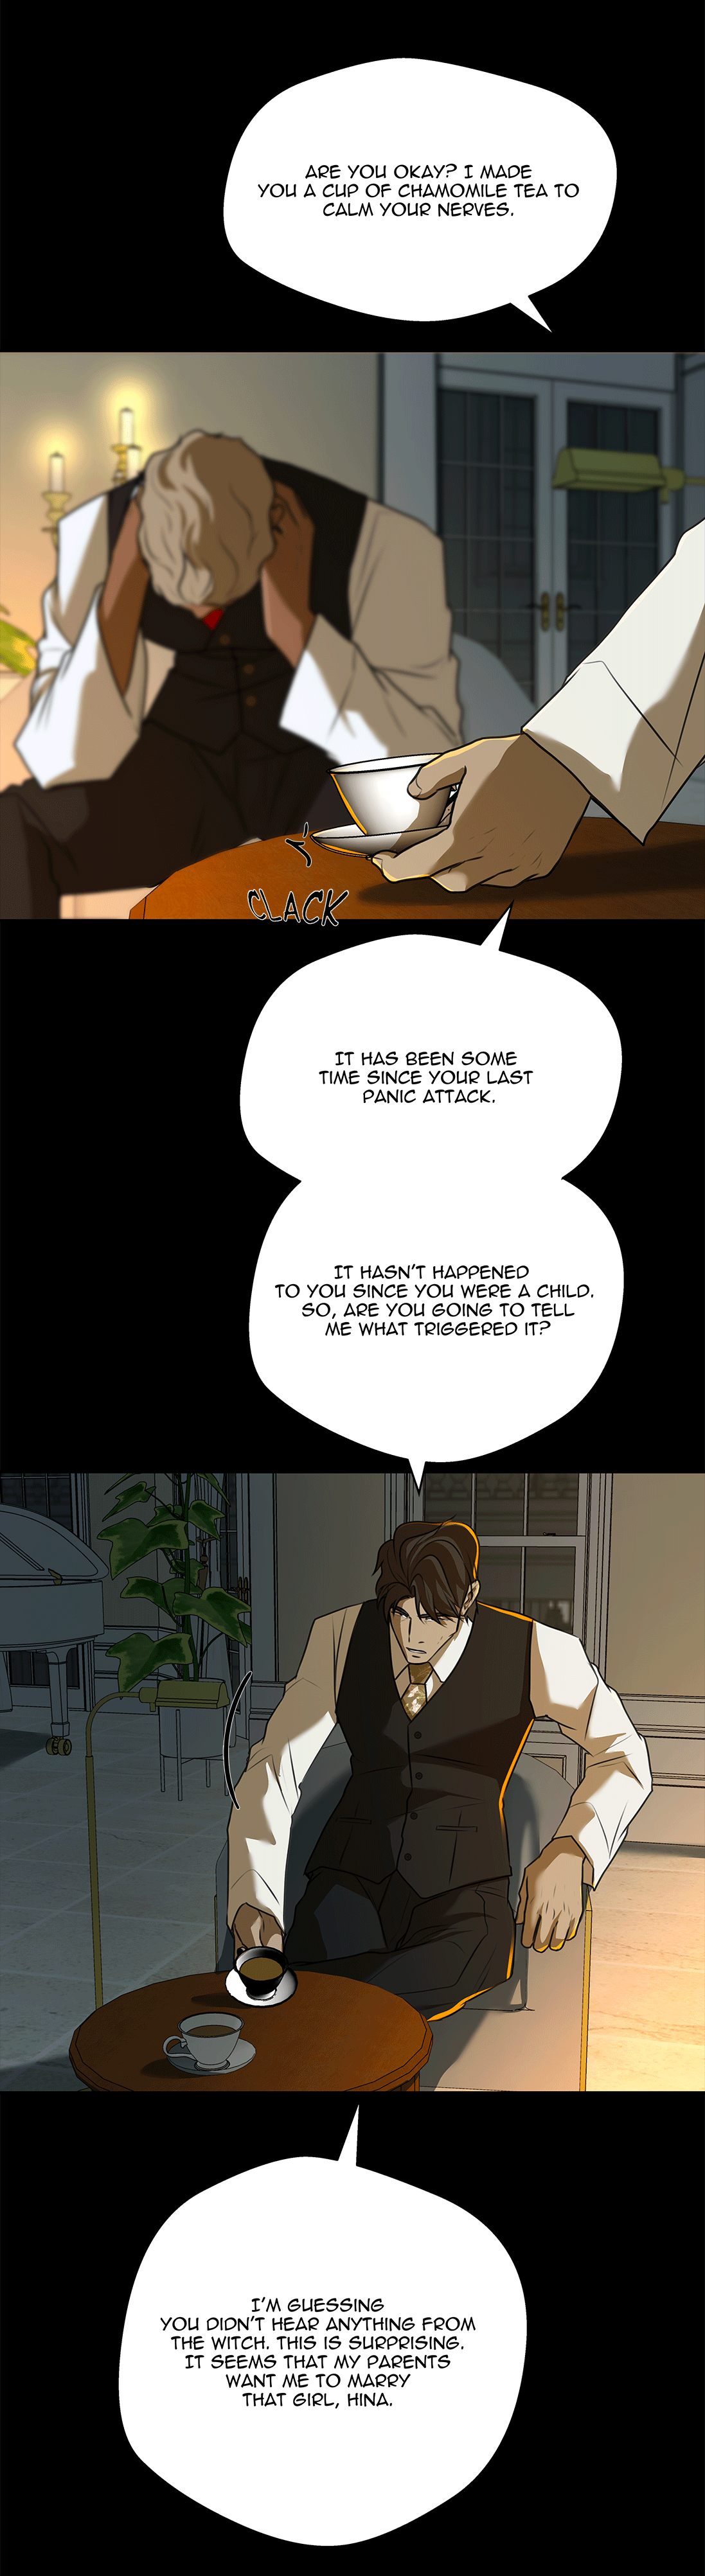 ARE YOU OKAY? I MADE
YOU A CUP OF CHAMOMILE TEA TO
CALM YOUR NERVES.
CLACK
IT HAS BEEN SOME
TIME SINCE YOUR LAST
PANIC ATTACK.
IT HASN'T HAPPENED
TO YOU SINCE YOU WERE A CHILD.
SO, ARE YOU GOING TO TELL
ME WHAT TRIGGERED IT?
I'M GUESSING
YOU DIDN'T HEAR ANYTHING FROM
THE WITCH. THIS IS SURPRISING.
IT SEEMS THAT MY PARENTS
WANT ME TO MARRY
THAT GIRL, HINA.